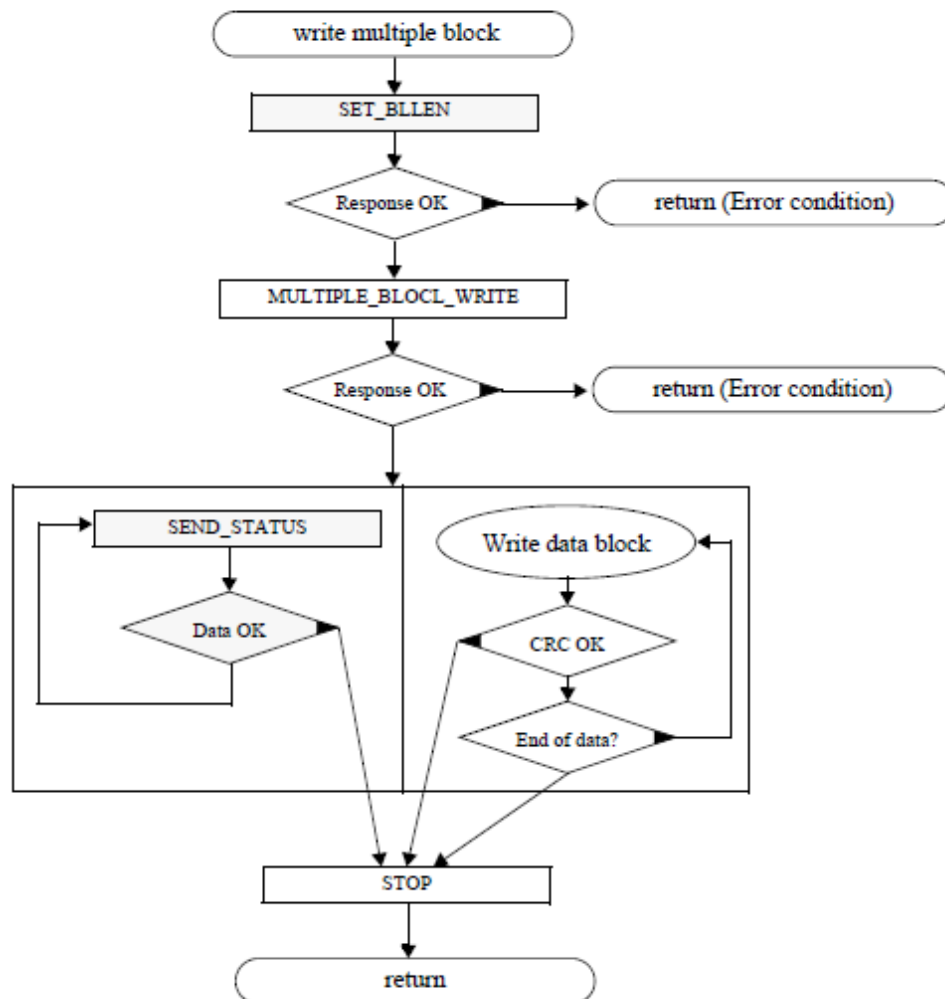 write multiple block
SET_BLLEN
Response OK
return (Error condition)
MULTIPLE_BLOCL_WRITE
Response OK
return (Error condition)
SEND_STATUS
Write data block
Data OK
CRC OK
End of data?
STOP
return